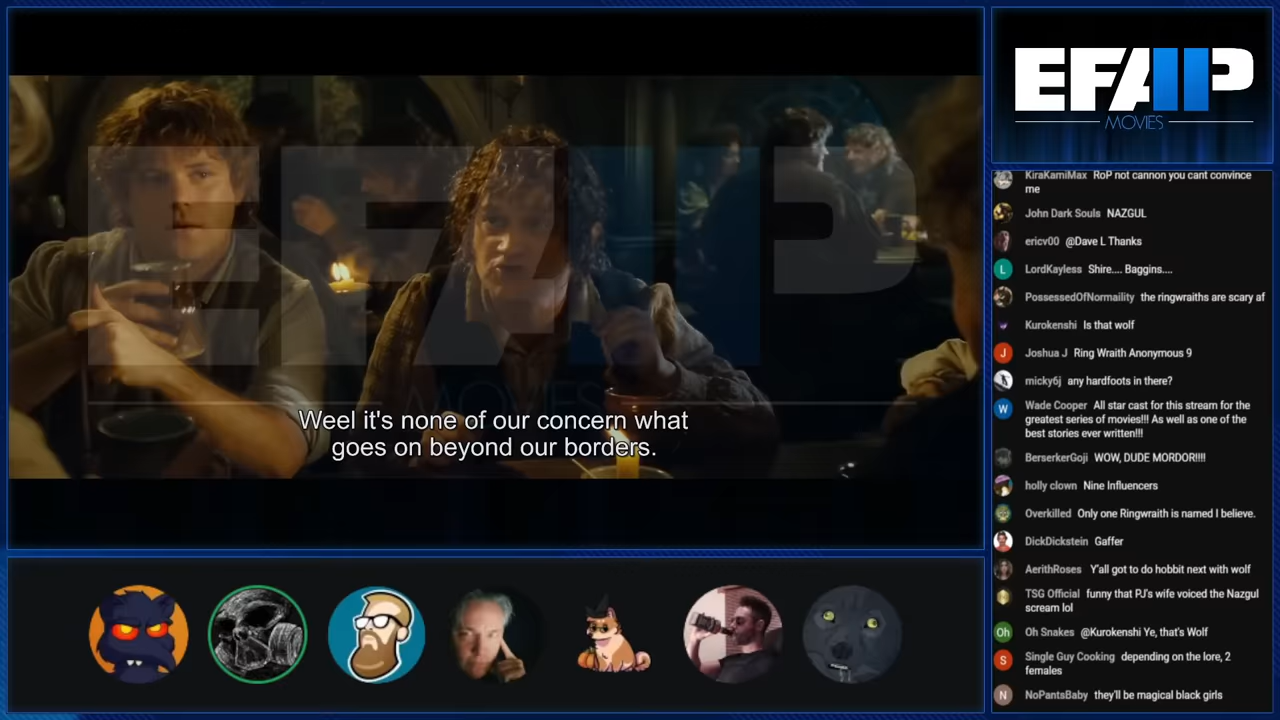 EFAP
MOVIES
EFAP
MOVIES
Weel it's none of our concern what
goes on beyond our borders.
KiraKamiMax RoP not cannon you cant convince
me
John Dark Souls NAZGUL
ericv00 @Dave L Thanks
L LordKayless Shire.... Baggins....
PossessedOfNormaility the ringwraiths are scary af
Kurokenshi Is that wolf
J Joshua J Ring Wraith Anonymous 9
micky6j any hardfoots in there?
W Wade Cooper All star cast for this stream for the
greatest series of movies!!! As well as one of the
best stories ever written!!!
BerserkerGoji WOW, DUDE MORDOR!!!!
holly clown Nine Influencers
Overkilled Only one Ringwraith is named I believe.
DickDickstein Gaffer
AerithRoses Y'all got to do hobbit next with wolf
TSG Official funny that PJ's wife voiced the Nazgul
scream lol
Oh Oh Snakes @Kurokenshi Ye, that's Wolf
S Single Guy Cooking depending on the lore, 2
females
N NoPantsBaby they'll be magical black girls